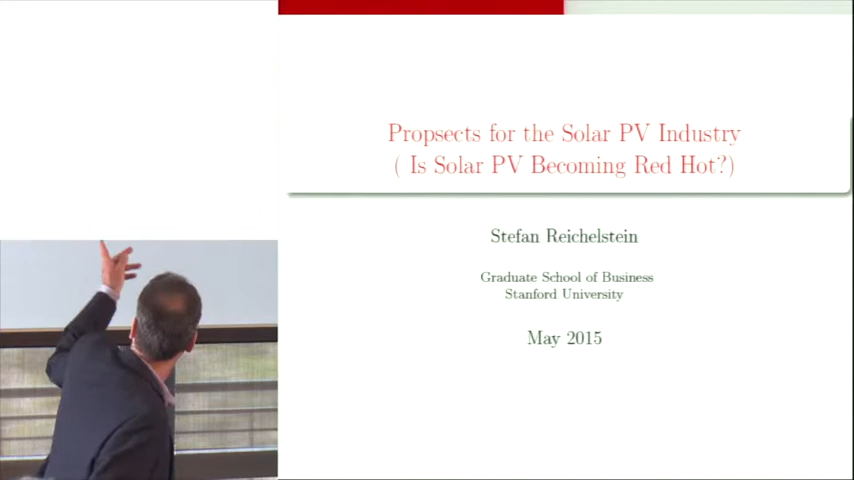 Propsects for the Solar PV Industry
( Is Solar PV Becoming Red Hot?)
Stefan Reichelstein
Graduate School of Business
Stanford University
May 2015